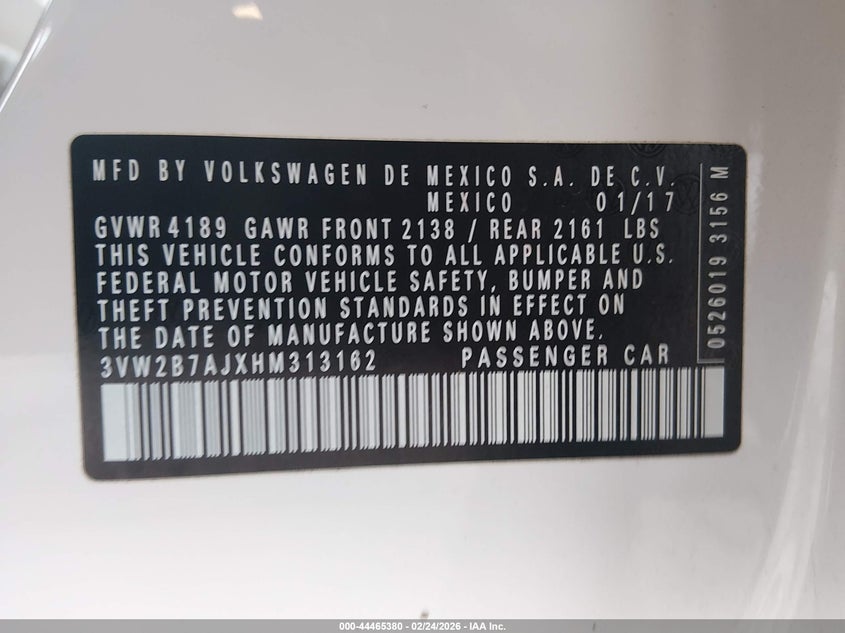 MFD BY VOLKSWAGEN DE MEXICO S.A. DE C.V.
MEXICO 01/17
GVWR 4189 GAWR FRONT 2138 / REAR 2161 LBS
THIS VEHICLE CONFORMS TO ALL APPLICABLE U.S.
FEDERAL MOTOR VEHICLE SAFETY, BUMPER AND
THEFT PREVENTION STANDARDS IN EFFECT ON
THE DATE OF MANUFACTURE SHOWN ABOVE.
3VW2B7AJXHM313162 PASSENGER CAR
0526019 3156 M
000-44465380 | 02/24/2026 | IAA Inc.